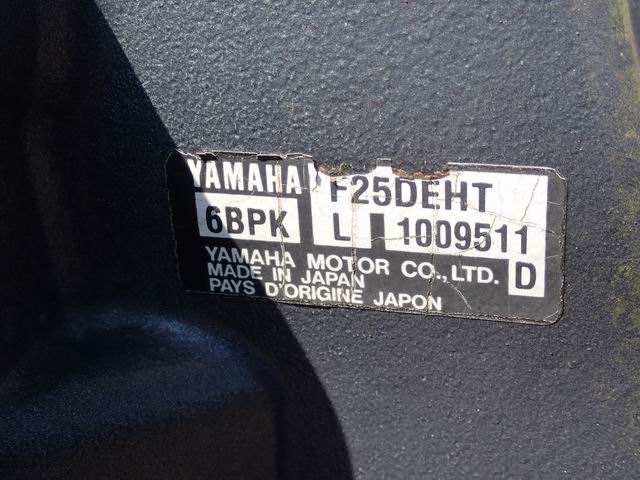 YAMAHA F25DEHT
6BPK L 1009511
YAMAHA MOTOR CO.,LTD. D
MADE IN JAPAN
PAYS D'ORIGINE JAPON